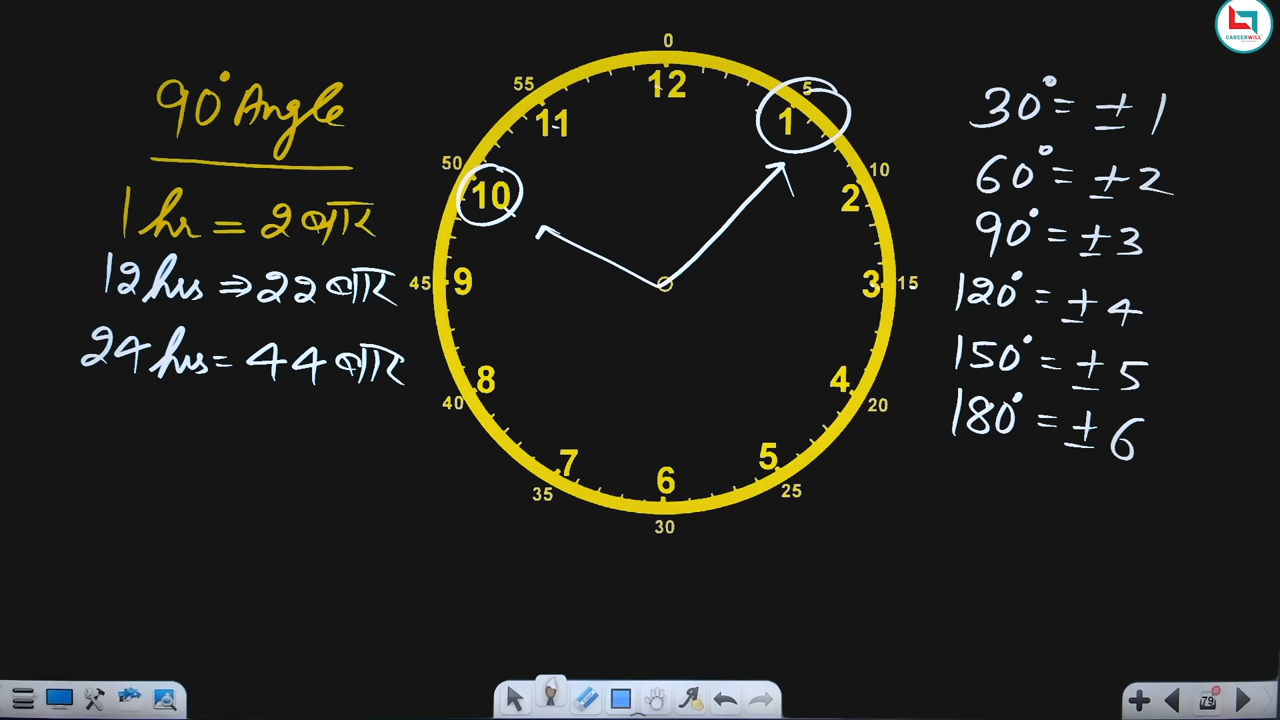 90° Angle
1 hr = 2 बार
12 hrs ⇒ 22 बार
24 hrs = 44 बार
0
55
5
12
11
1
50
10
10
2
45
9
3
15
8
4
40
20
7
5
6
35
25
30
30° = ± 1
60° = ± 2
90° = ± 3
120° = ± 4
150° = ± 5
180° = ± 6
CAREERWILL
79